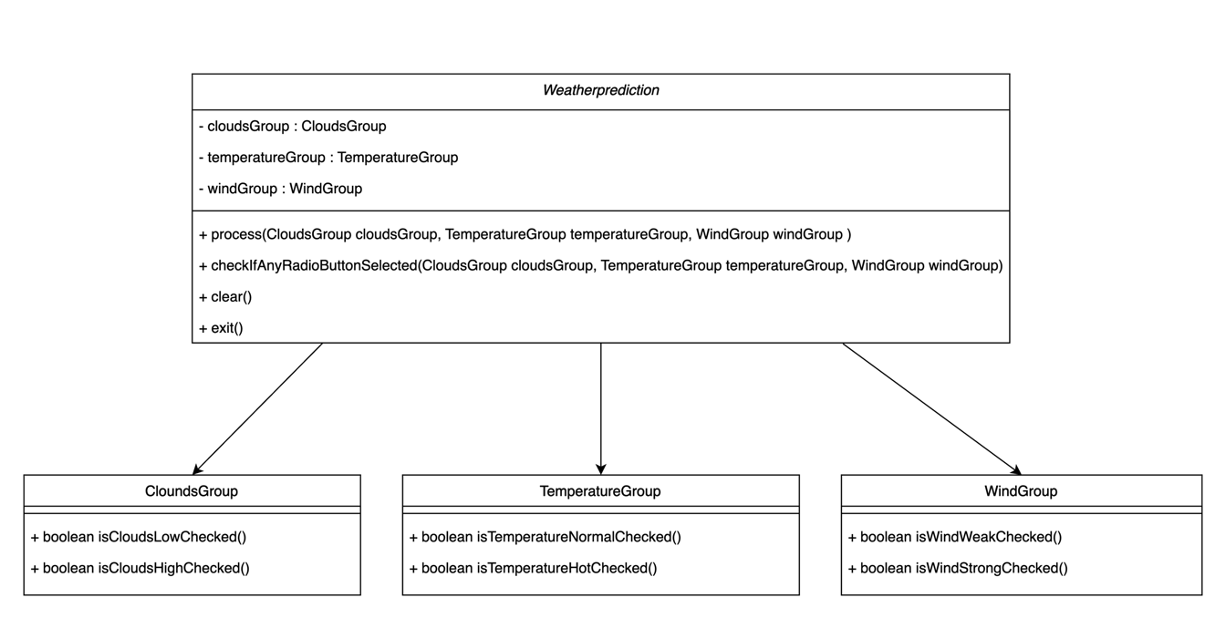 Weatherprediction
- cloudsGroup : CloudsGroup
- temperatureGroup : TemperatureGroup
- windGroup : WindGroup
+ process(CloudsGroup cloudsGroup, TemperatureGroup temperatureGroup, WindGroup windGroup )
+ checkIfAnyRadioButtonSelected(CloudsGroup cloudsGroup, TemperatureGroup temperatureGroup, WindGroup windGroup)
+ clear()
+ exit()
CloundsGroup
+ boolean isCloudsLowChecked()
+ boolean isCloudsHighChecked()
TemperatureGroup
+ boolean isTemperatureNormalChecked()
+ boolean isTemperatureHotChecked()
WindGroup
+ boolean isWindWeakChecked()
+ boolean isWindStrongChecked()